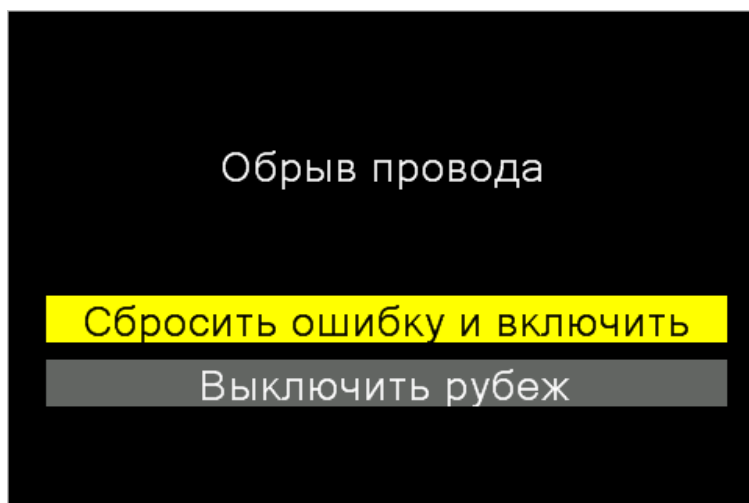 Обрыв провода
Сбросить ошибку и включить
Выключить рубеж